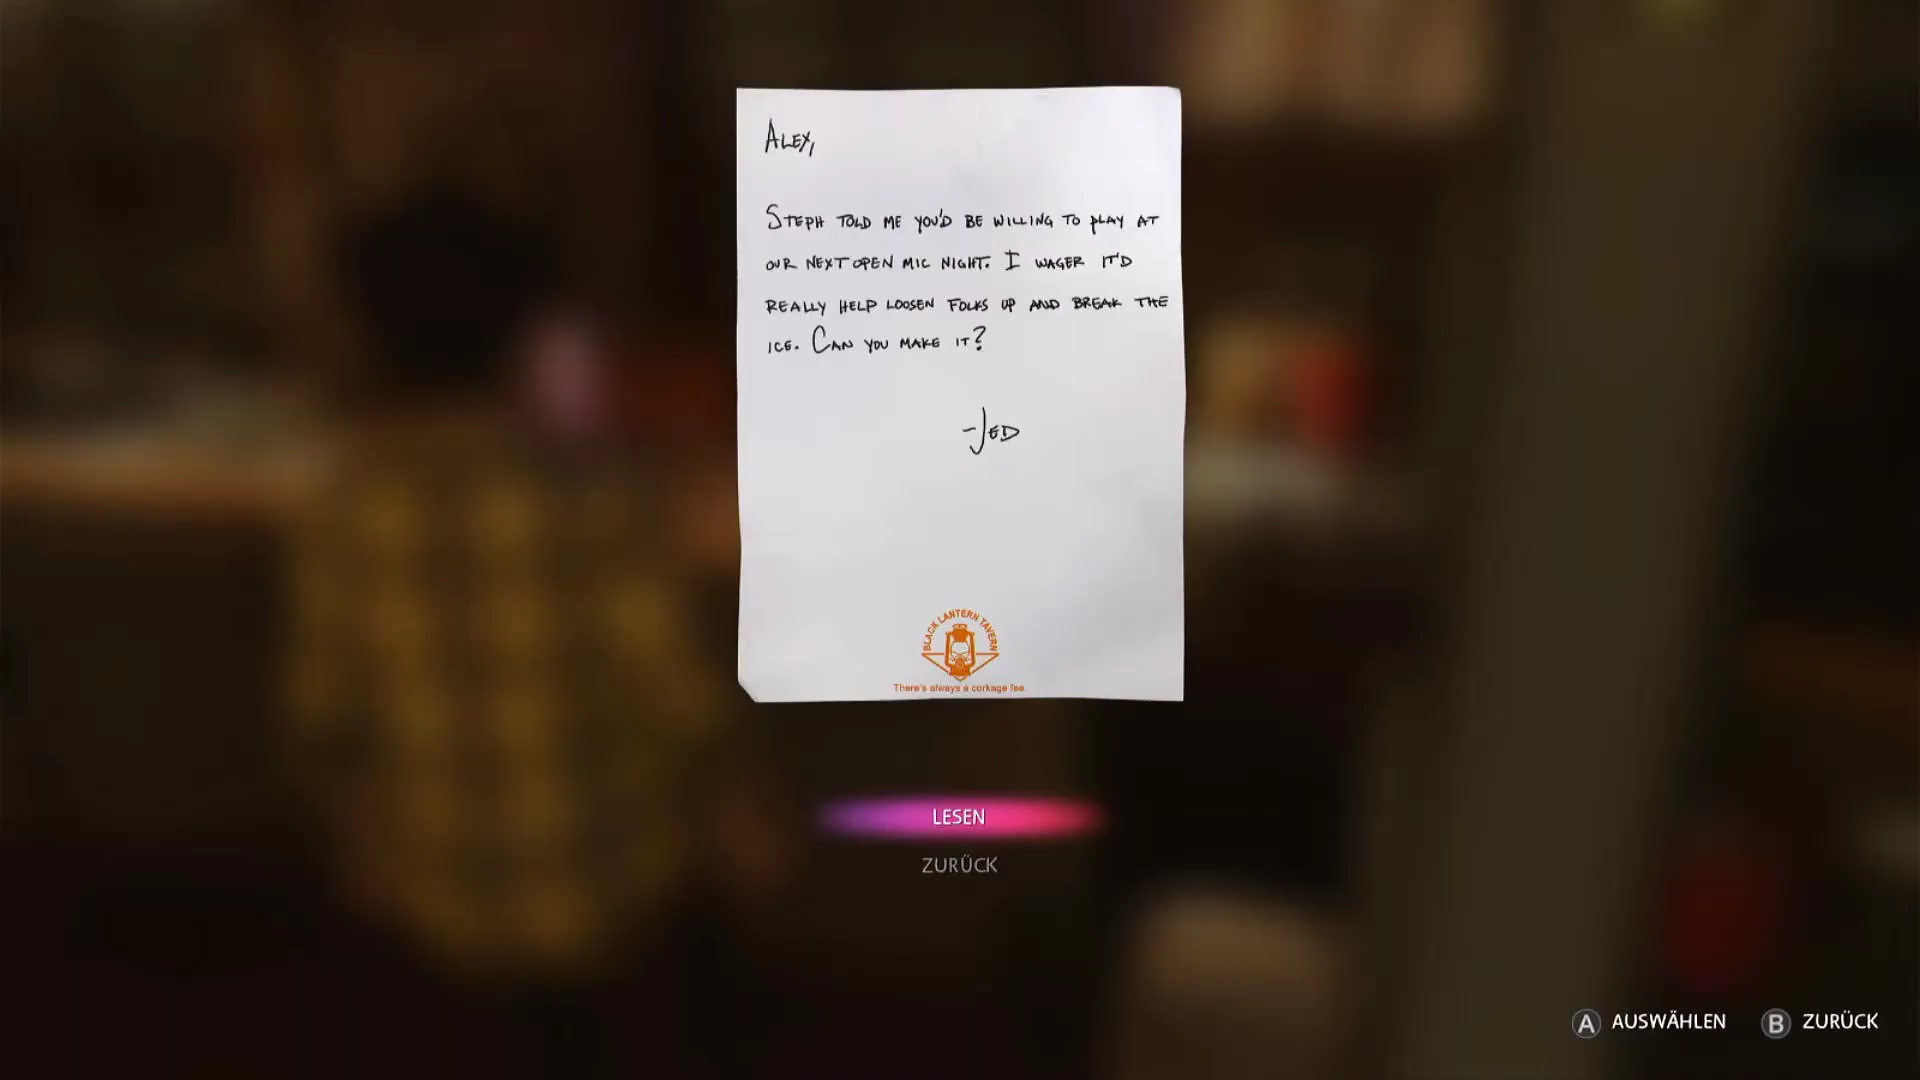 ALEX,
STEPH TOLD ME YOU'D BE WILLING TO PLAY AT
OUR NEXT OPEN MIC NIGHT. I WAGER IT'D
REALLY HELP LOOSEN FOLKS UP AND BREAK THE
ICE. CAN YOU MAKE IT?
-JED
BLACK LANTERN TAVERN
There's always a corkage fee.
LESEN
ZURÜCK
A AUSWÄHLEN B ZURÜCK